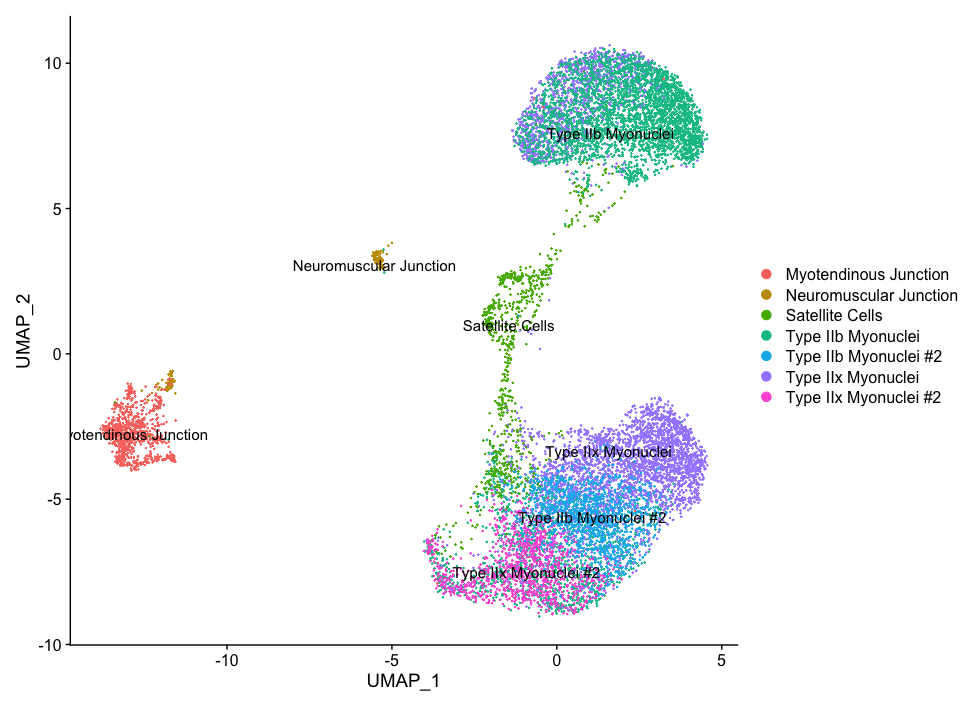 10
5
0
-5
-10
UMAP_2
Type IIb Myonuclei
Neuromuscular Junction
Satellite Cells
yotendinous Junction
Type IIx Myonuclei
Type IIb Myonuclei #2
Type IIx Myonuclei #2
-10
-5
0
5
UMAP_1
Myotendinous Junction
Neuromuscular Junction
Satellite Cells
Type IIb Myonuclei
Type IIb Myonuclei #2
Type IIx Myonuclei
Type IIx Myonuclei #2